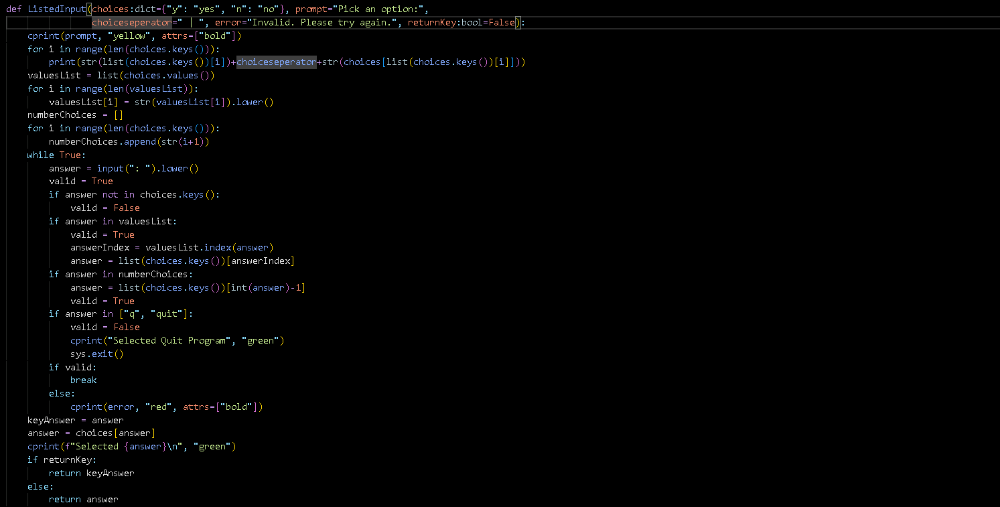 def ListedInput(choices:dict={"y": "yes", "n": "no"}, prompt="Pick an option:",
                choiceseperator=" | ", error="Invalid. Please try again.", returnKey:bool=False):
    cprint(prompt, "yellow", attrs=["bold"])
    for i in range(len(choices.keys())):
        print(str(list(choices.keys())[i])+choiceseperator+str(choices[list(choices.keys())[i]]))
    valuesList = list(choices.values())
    for i in range(len(valuesList)):
        valuesList[i] = str(valuesList[i]).lower()
    numberChoices = []
    for i in range(len(choices.keys())):
        numberChoices.append(str(i+1))
    while True:
        answer = input(": ").lower()
        valid = True
        if answer not in choices.keys():
            valid = False
        if answer in valuesList:
            valid = True
            answerIndex = valuesList.index(answer)
            answer = list(choices.keys())[answerIndex]
        if answer in numberChoices:
            answer = list(choices.keys())[int(answer)-1]
            valid = True
        if answer in ["q", "quit"]:
            valid = False
            cprint("Selected Quit Program", "green")
            sys.exit()
        if valid:
            break
        else:
            cprint(error, "red", attrs=["bold"])
    keyAnswer = answer
    answer = choices[answer]
    cprint(f"Selected {answer}\n", "green")
    if returnKey:
        return keyAnswer
    else:
        return answer